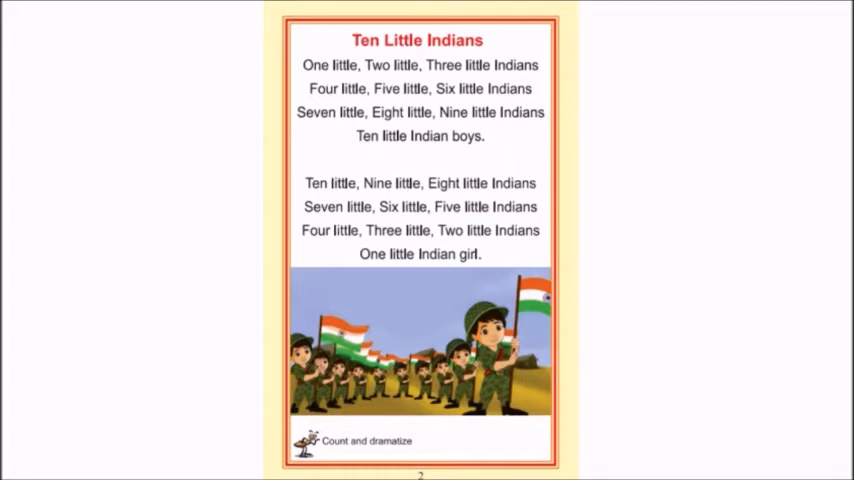 Ten Little Indians
One little, Two little, Three little Indians
Four little, Five little, Six little Indians
Seven little, Eight little, Nine little Indians
Ten little Indian boys.
Ten little, Nine little, Eight little Indians
Seven little, Six little, Five little Indians
Four little, Three little, Two little Indians
One little Indian girl.
Count and dramatize
2